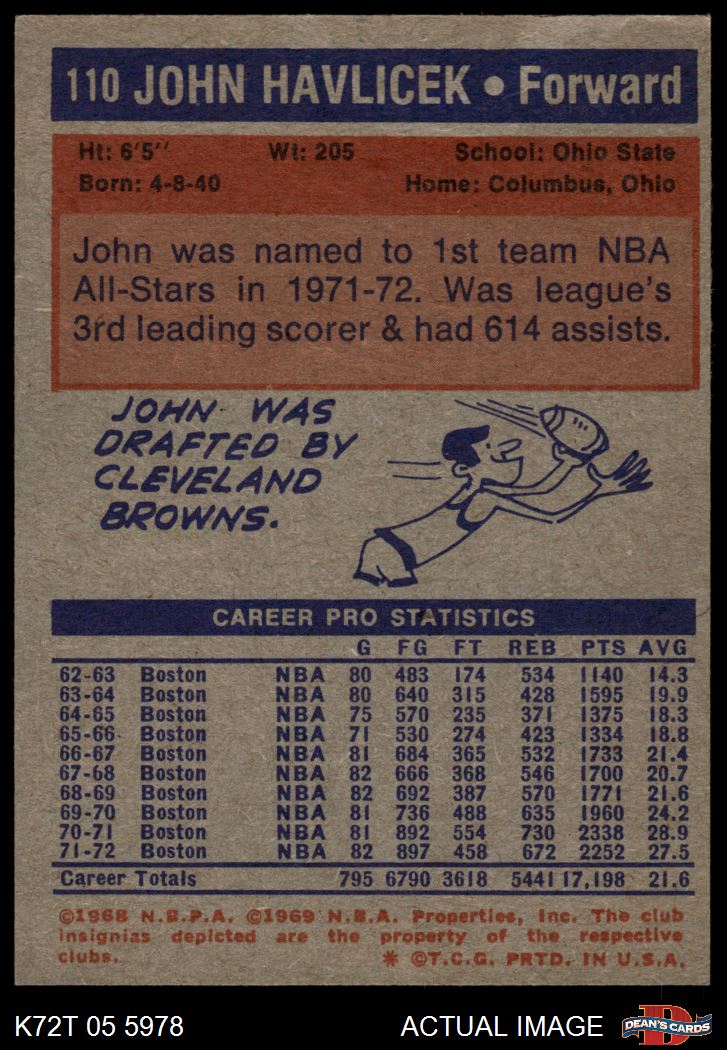 110 JOHN HAVLICEK • Forward
Ht: 6'5'' Wt: 205 School: Ohio State
Born: 4-8-40 Home: Columbus, Ohio
John was named to 1st team NBA
All-Stars in 1971-72. Was league's
3rd leading scorer & had 614 assists.
JOHN WAS
DRAFTED BY
CLEVELAND
BROWNS.
CAREER PRO STATISTICS
G FG FT REB PTS AVG
62-63 Boston NBA 80 483 174 534 1140 14.3
63-64 Boston NBA 80 640 315 428 1595 19.9
64-65 Boston NBA 75 570 235 371 1375 18.3
65-66 Boston NBA 71 530 274 423 1334 18.8
66-67 Boston NBA 81 684 365 532 1733 21.4
67-68 Boston NBA 82 666 368 546 1700 20.7
68-69 Boston NBA 82 692 387 570 1771 21.6
69-70 Boston NBA 81 736 488 635 1960 24.2
70-71 Boston NBA 81 892 554 730 2338 28.9
71-72 Boston NBA 82 897 458 672 2252 27.5
Career Totals 795 6790 3618 5441 17,198 21.6
©1968 N.B.P.A. ©1969 N.B.A. Properties, Inc. The club
insignias depicted are the property of the respective
clubs. * ©T.C.G. PRTD. IN U.S.A.
K72T 05 5978 ACTUAL IMAGE D DEAN'S CARDS